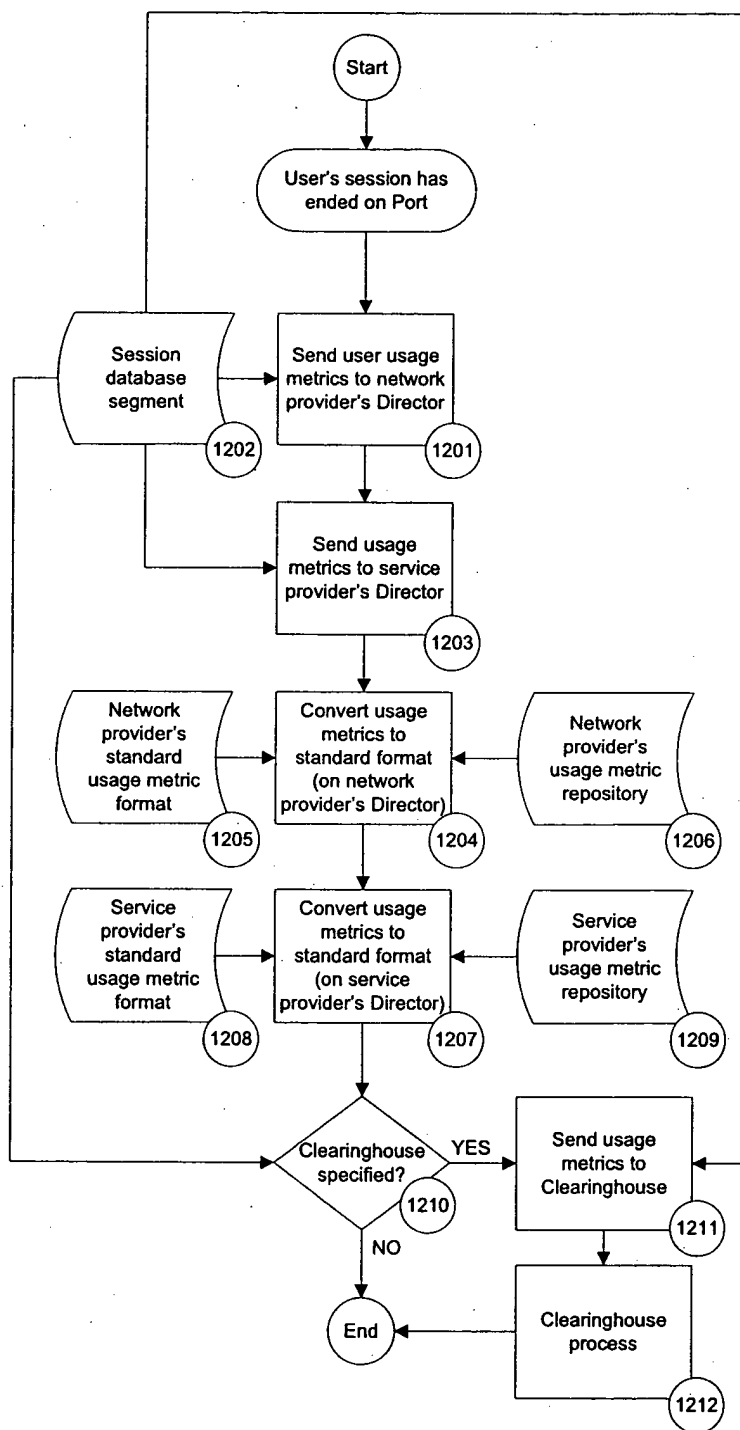 Start
User's session has
ended on Port
Session
database
segment
1202
Send user usage
metrics to network
provider's Director
1201
Send usage
metrics to service
provider's Director
1203
Network
provider's
standard
usage metric
format
1205
Convert usage
metrics to
standard format
(on network
provider's Director)
1204
Network
provider's
usage metric
repository
1206
Service
provider's
standard
usage metric
format
1208
Convert usage
metrics to
standard format
(on service
provider's Director)
1207
Service
provider's
usage metric
repository
1209
Clearinghouse
specified?
1210
YES
NO
Send usage
metrics to
Clearinghouse
1211
End
Clearinghouse
process
1212